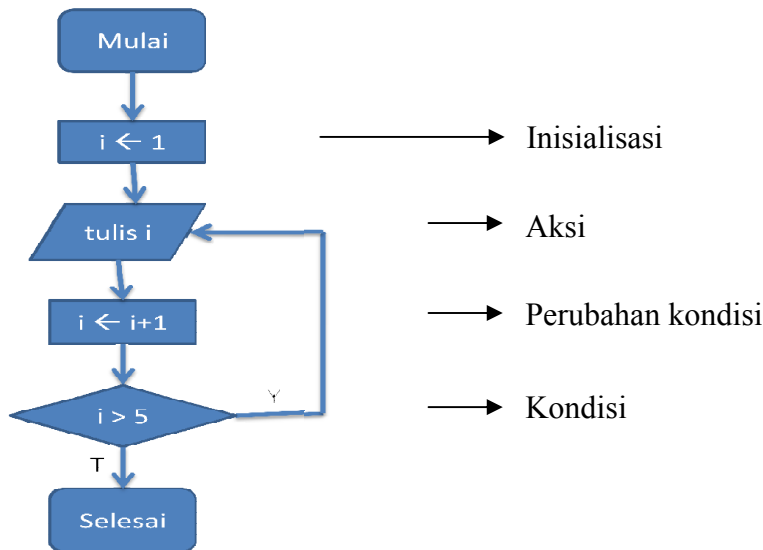 Mulai
i ← 1
Inisialisasi
tulis i
Aksi
i ← i+1
Perubahan kondisi
i > 5
Y
Kondisi
T
Selesai